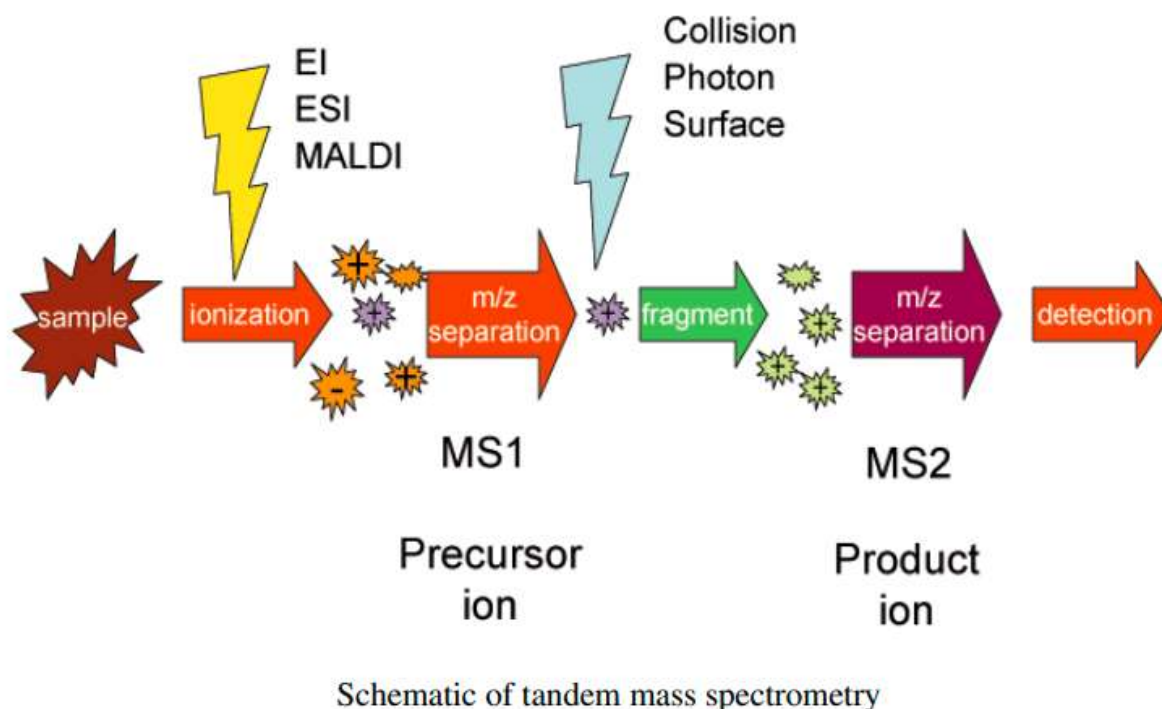 EI
ESI
MALDI
Collision
Photon
Surface
sample
ionization
+
+
-
+
m/z
separation
+
fragment
+
+
+
m/z
separation
detection
MS1
MS2
Precursor
ion
Product
ion
Schematic of tandem mass spectrometry